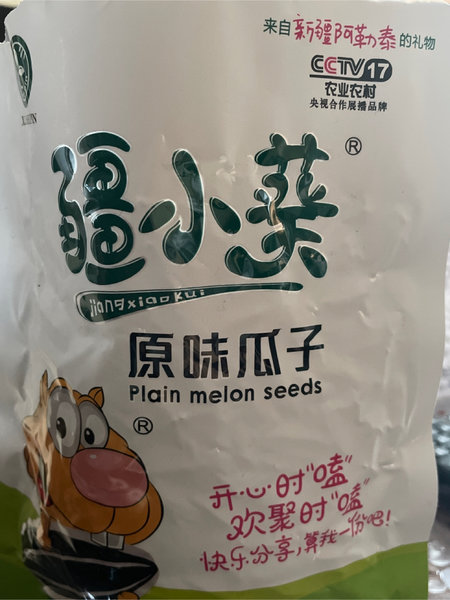 来自新疆阿勒泰的礼物
CCTV 17
农业农村
央视合作展播品牌
疆小葵®
jiangxiaokui
原味瓜子
Plain melon seeds
®
开心时“嗑”
欢聚时“嗑”
快乐分享,算我一份吧!